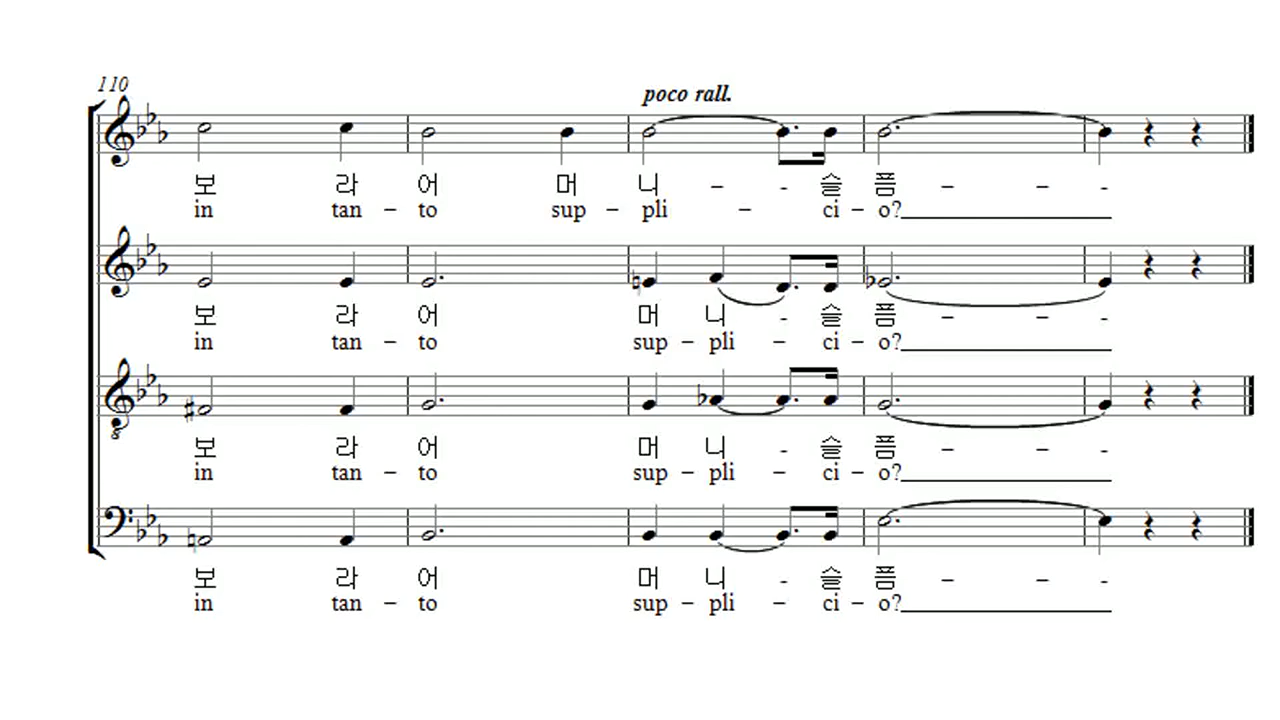 110
poco rall.
보 라 어 머 니 - - 슬 픔 - - -
in tan - to sup - pli - ci - o?
보 라 어 머 니 - 슬 픔 - - -
in tan - to sup - pli - ci - o?
8
보 라 어 머 니 - 슬 픔 - - -
in tan - to sup - pli - ci - o?
보 라 어 머 니 - 슬 픔 - - -
in tan - to sup - pli - ci - o?